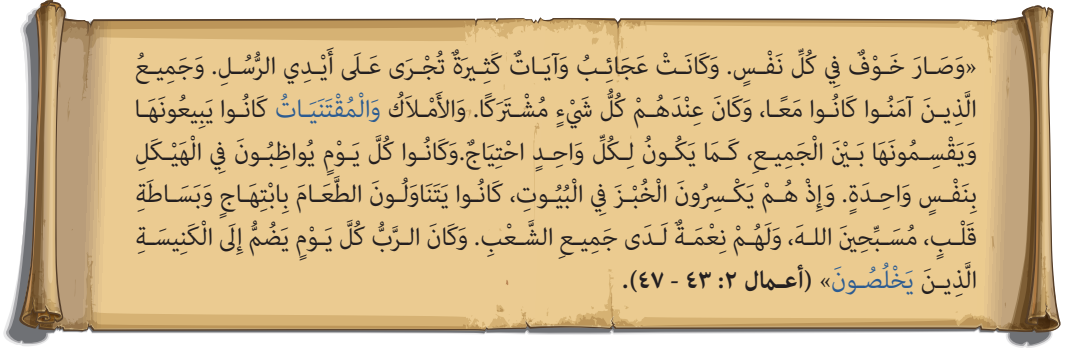 «وَصَارَ خَوْفٌ فِي كُلِّ نَفْسٍ. وَكَانَتْ عَجَائِبُ وَآيَاتٌ كَثِيرَةٌ تُجْرَى عَلَى أَيْدِي الرُّسُلِ. وَجَمِيعُ
الَّذِينَ آمَنُوا كَانُوا مَعًا، وَكَانَ عِنْدَهُمْ كُلُّ شَيْءٍ مُشْتَرَكًا. وَالأَمْلاَكُ وَالْمُقْتَنَيَاتُ كَانُوا يَبِيعُونَهَا
وَيَقْسِمُونَهَا بَيْنَ الْجَمِيعِ، كَمَا يَكُونُ لِكُلِّ وَاحِدٍ احْتِيَاجٌ.وَكَانُوا كُلَّ يَوْمٍ يُواظِبُونَ فِي الْهَيْكَلِ
بِنَفْسٍ وَاحِدَةٍ. وَإِذْ هُمْ يَكْسِرُونَ الْخُبْزَ فِي الْبُيُوتِ، كَانُوا يَتَنَاوَلُونَ الطَّعَامَ بِابْتِهَاجٍ وَبَسَاطَةِ
قَلْبٍ، مُسَبِّحِينَ اللهَ، وَلَهُمْ نِعْمَةٌ لَدَى جَمِيعِ الشَّعْبِ. وَكَانَ الرَّبُّ كُلَّ يَوْمٍ يَضُمُّ إِلَى الْكَنِيسَةِ
الَّذِينَ يَخْلُصُونَ» (أعمال ٢: ٤٣ - ٤٧).